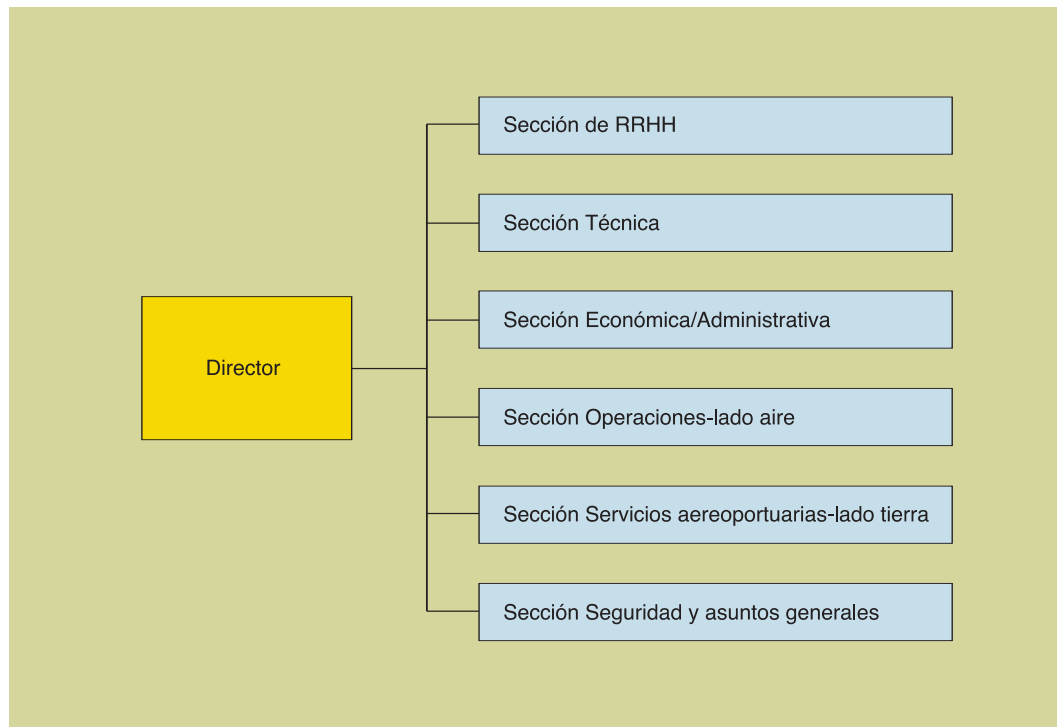 Sección de RRHH
Sección Técnica
Sección Económica/Administrativa
Director
Sección Operaciones-lado aire
Sección Servicios aereoportuarias-lado tierra
Sección Seguridad y asuntos generales